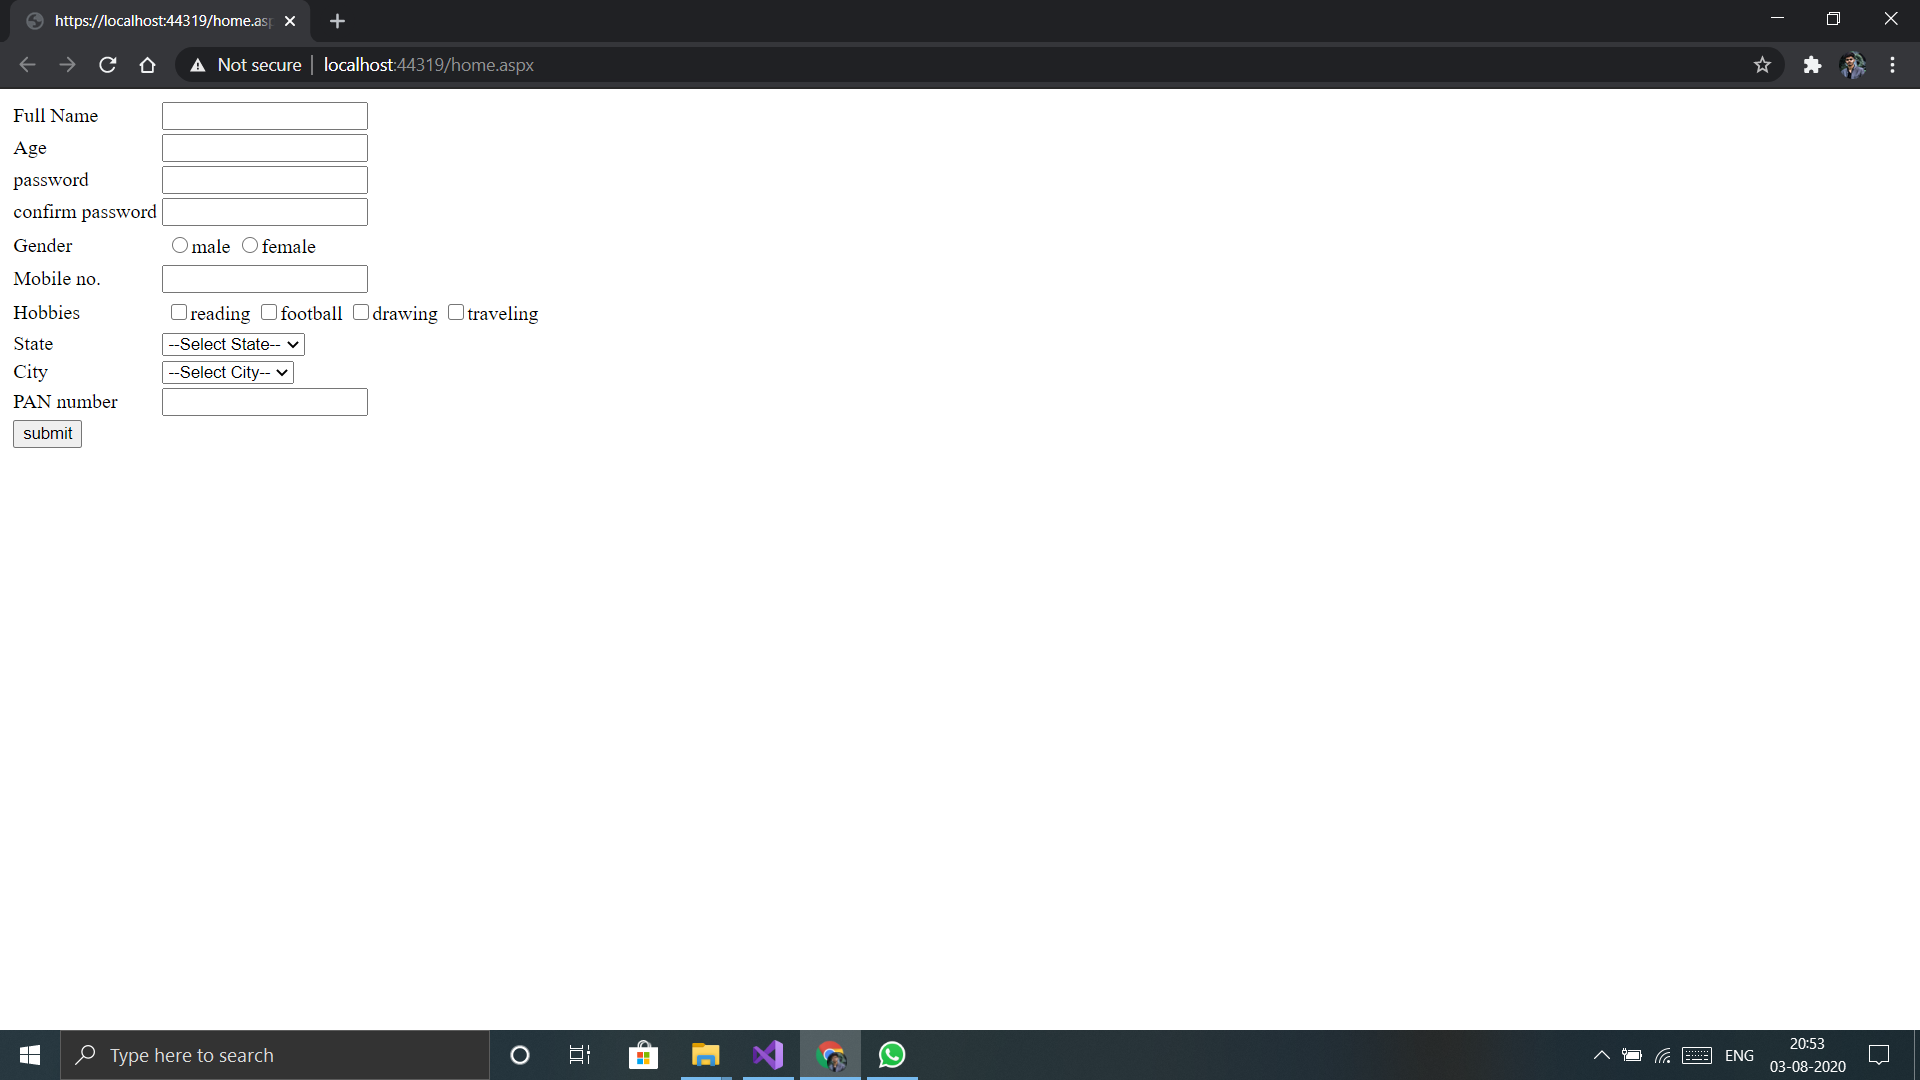 https://localhost:44319/home.asp
Not secure localhost:44319/home.aspx
Full Name
Age
password
confirm password
Gender male female
Mobile no.
Hobbies reading football drawing traveling
State --Select State--
City --Select City--
PAN number
submit
Type here to search
ENG
20:53
03-08-2020